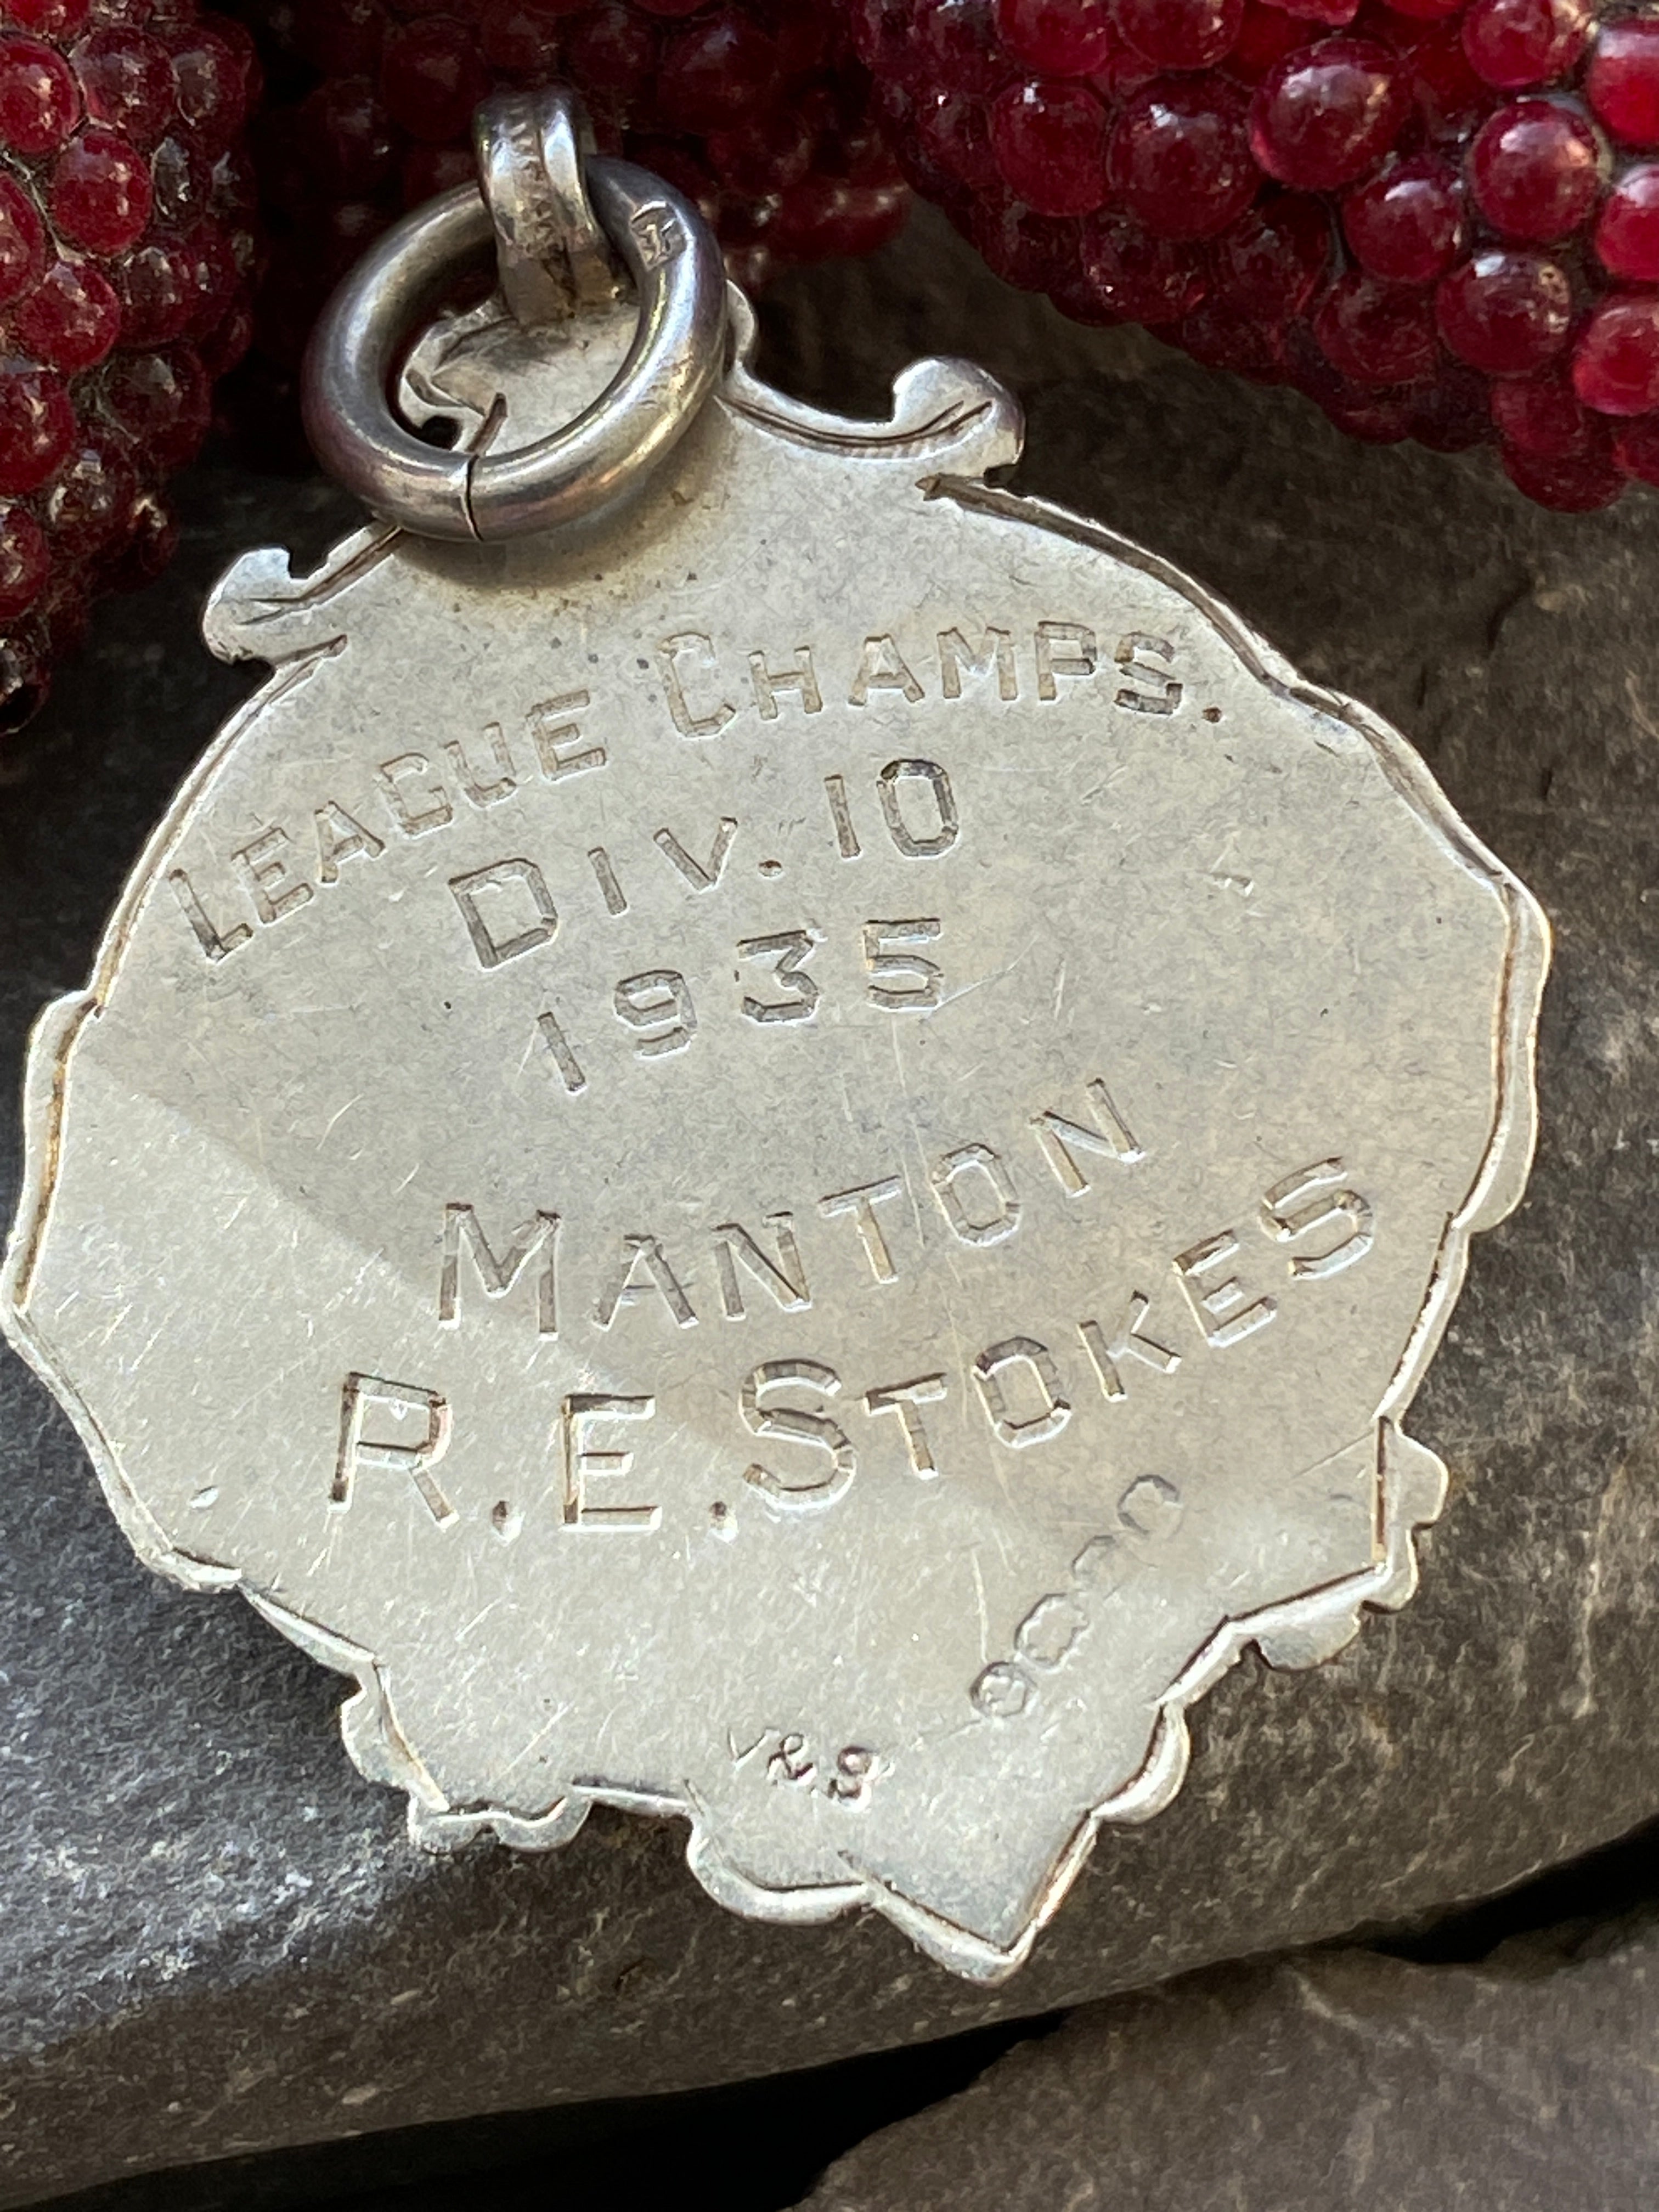 LEAGUE CHAMPS.
DIV. 10
1935
MANTON
R.E.STOKES
V&S